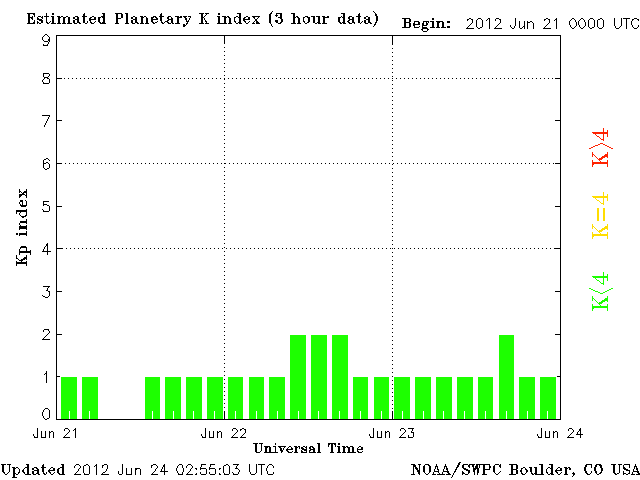 Estimated Planetary K index (3 hour data) Begin: 2012 Jun 21 0000 UTC
9
8
7
6
5
4
3
2
1
0
Kp index
K>4
K=4
K<4
Jun 21 Jun 22 Jun 23 Jun 24
Universal Time
Updated 2012 Jun 24 02:55:03 UTC NOAA/SWPC Boulder, CO USA